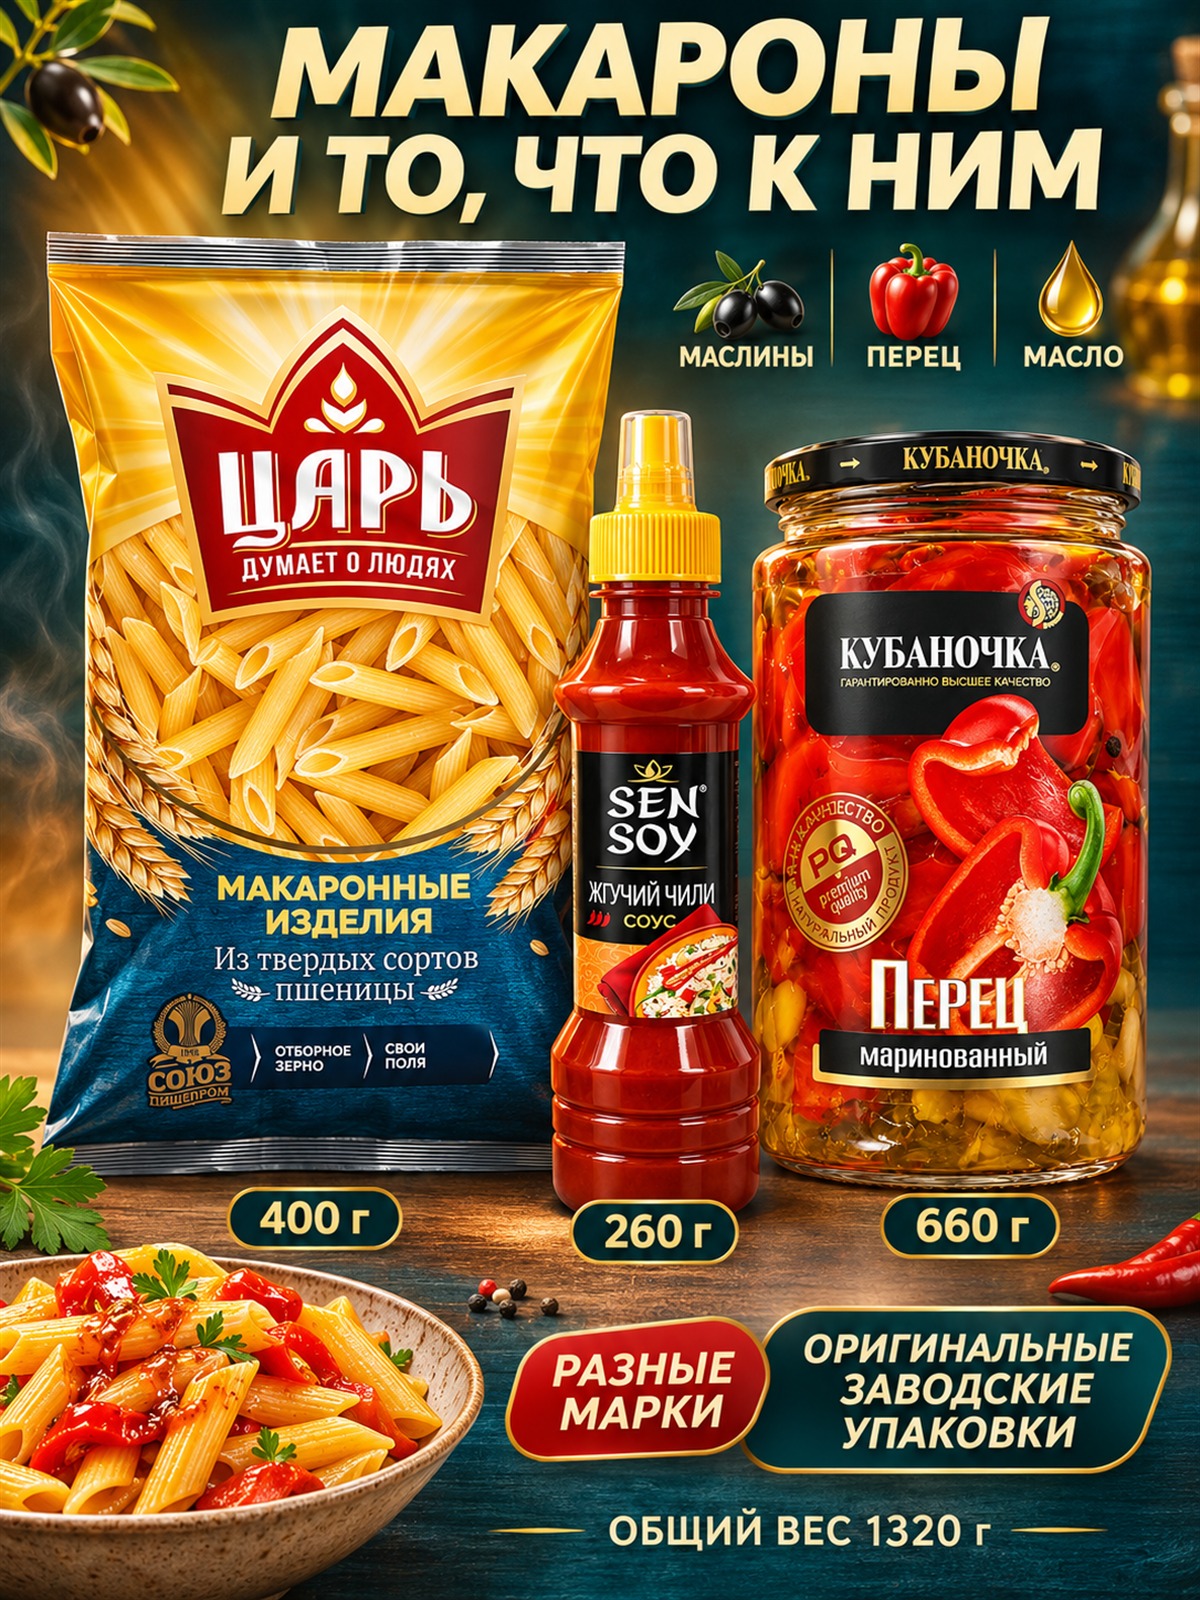 МАКАРОНЫ
И ТО, ЧТО К НИМ
МАСЛИНЫ
ПЕРЕЦ
МАСЛО
ЦАРЬ
ДУМАЕТ О ЛЮДЯХ
МАКАРОННЫЕ
ИЗДЕЛИЯ
Из твердых сортов
пшеницы
СОЮЗ
ПИЩЕПРОМ
ОТБОРНОЕ
ЗЕРНО
СВОИ
ПОЛЯ
SEN
SOY®
ЖГУЧИЙ ЧИЛИ
СОУС
КУБАНОЧКА
КУБАНОЧКА
ГАРАНТИРОВАННО ВЫСШЕЕ КАЧЕСТВО
PQ
premium
quality
НАТУРАЛЬНЫЙ ПРОДУКТ
ПЕРЕЦ
маринованный
400 г
260 г
660 г
РАЗНЫЕ
МАРКИ
ОРИГИНАЛЬНЫЕ
ЗАВОДСКИЕ
УПАКОВКИ
ОБЩИЙ ВЕС 1320 г